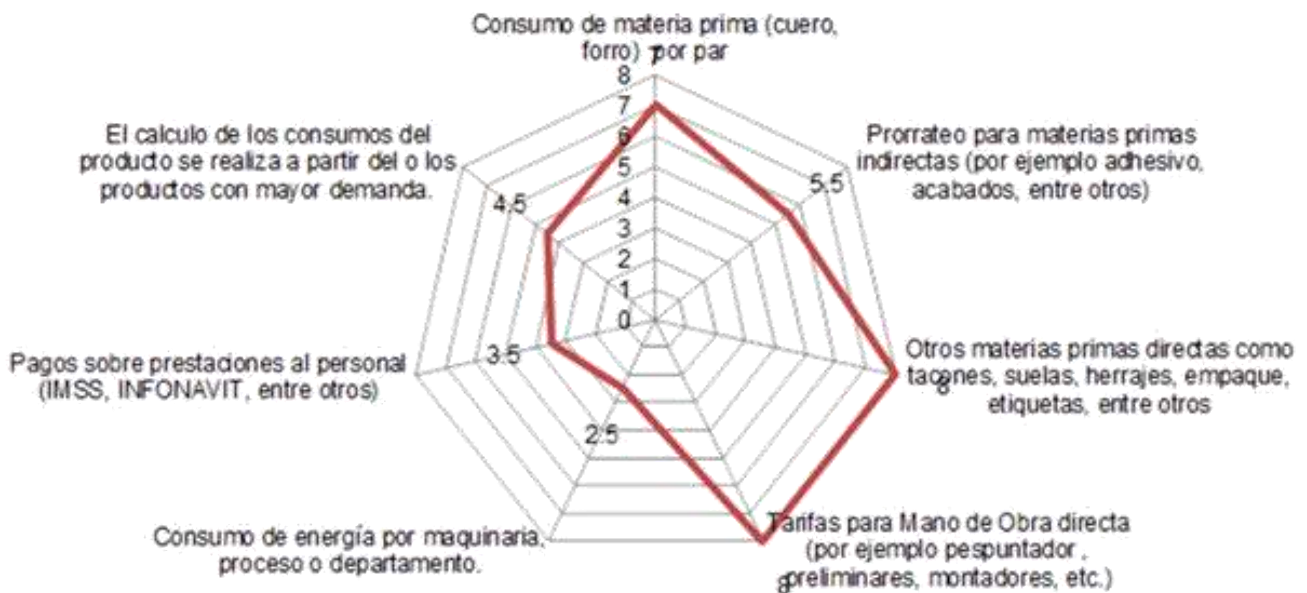 Consumo de materia prima (cuero,
forro) por par
7
8
7
6
5
4
3
2
1
0
Prorrateo para materias primas
indirectas (por ejemplo adhesivo,
acabados, entre otros)
5.5
Otros materias primas directas como
tacones, suelas, herrajes, empaque,
etiquetas, entre otros
8
Tarifas para Mano de Obra directa
(por ejemplo pespuntador ,
preliminares, montadores, etc.)
8
Consumo de energía por maquinaria,
proceso o departamento.
2.5
Pagos sobre prestaciones al personal
(IMSS, INFONAVIT, entre otros)
3.5
El calculo de los consumos del
producto se realiza a partir del o los
productos con mayor demanda.
4.5